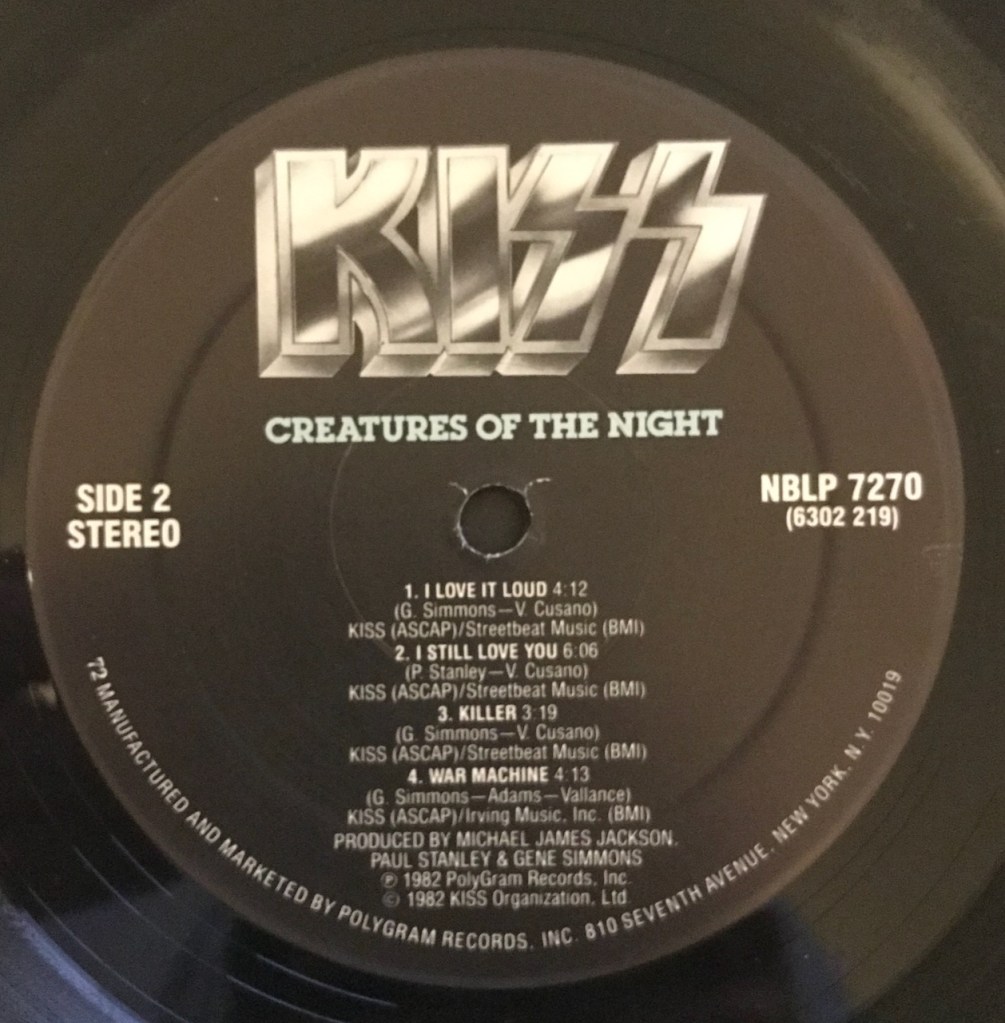 KISS
CREATURES OF THE NIGHT
SIDE 2
STEREO
NBLP 7270
(6302 219)
1. I LOVE IT LOUD 4:12
(G. Simmons—V. Cusano)
KISS (ASCAP)/Streetbeat Music (BMI)
2. I STILL LOVE YOU 6:06
(P. Stanley—V. Cusano)
KISS (ASCAP)/Streetbeat Music (BMI)
3. KILLER 3:19
(G. Simmons—V. Cusano)
KISS (ASCAP)/Streetbeat Music (BMI)
4. WAR MACHINE 4:13
(G. Simmons—Adams—Vallance)
KISS (ASCAP)/Irving Music, Inc. (BMI)
PRODUCED BY MICHAEL JAMES JACKSON,
PAUL STANLEY & GENE SIMMONS
℗ 1982 PolyGram Records, Inc.
© 1982 KISS Organization, Ltd.
72 MANUFACTURED AND MARKETED BY POLYGRAM RECORDS, INC. 810 SEVENTH AVENUE, NEW YORK, N.Y. 10019